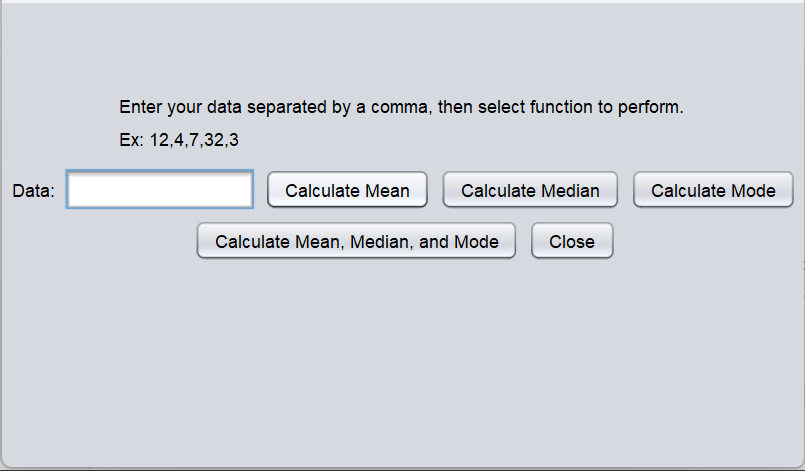 Enter your data separated by a comma, then select function to perform.
Ex: 12,4,7,32,3
Data: Calculate Mean Calculate Median Calculate Mode
Calculate Mean, Median, and Mode Close